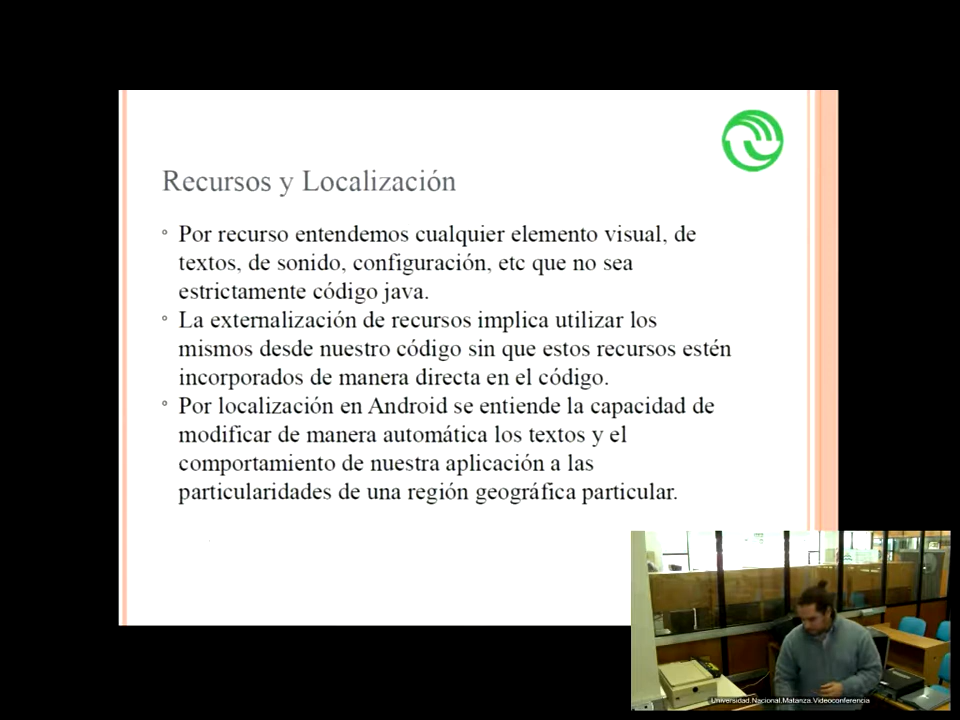 Recursos y Localización
° Por recurso entendemos cualquier elemento visual, de
textos, de sonido, configuración, etc que no sea
estrictamente código java.
° La externalización de recursos implica utilizar los
mismos desde nuestro código sin que estos recursos estén
incorporados de manera directa en el código.
° Por localización en Android se entiende la capacidad de
modificar de manera automática los textos y el
comportamiento de nuestra aplicación a las
particularidades de una región geográfica particular.
Universidad.Nacional.Matanza.Videoconferencia